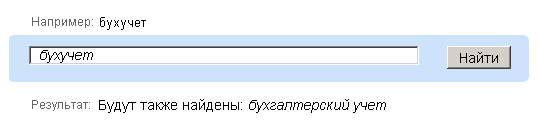 Например: бухучет
бухучет Найти
Результат: Будут также найдены: бухгалтерский учет